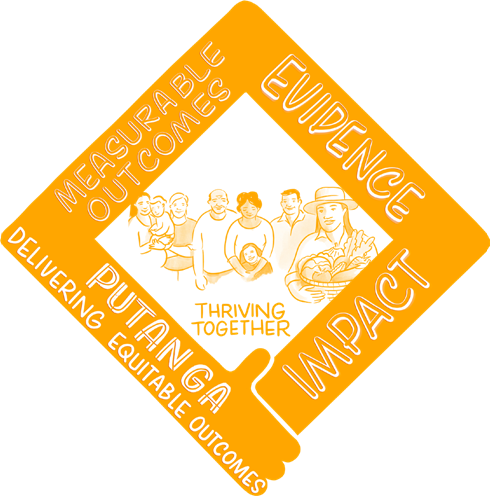 MEASURABLE
OUTCOMES
EVIDENCE
IMPACT
THRIVING
TOGETHER
PUTANGA
DELIVERING EQUITABLE OUTCOMES